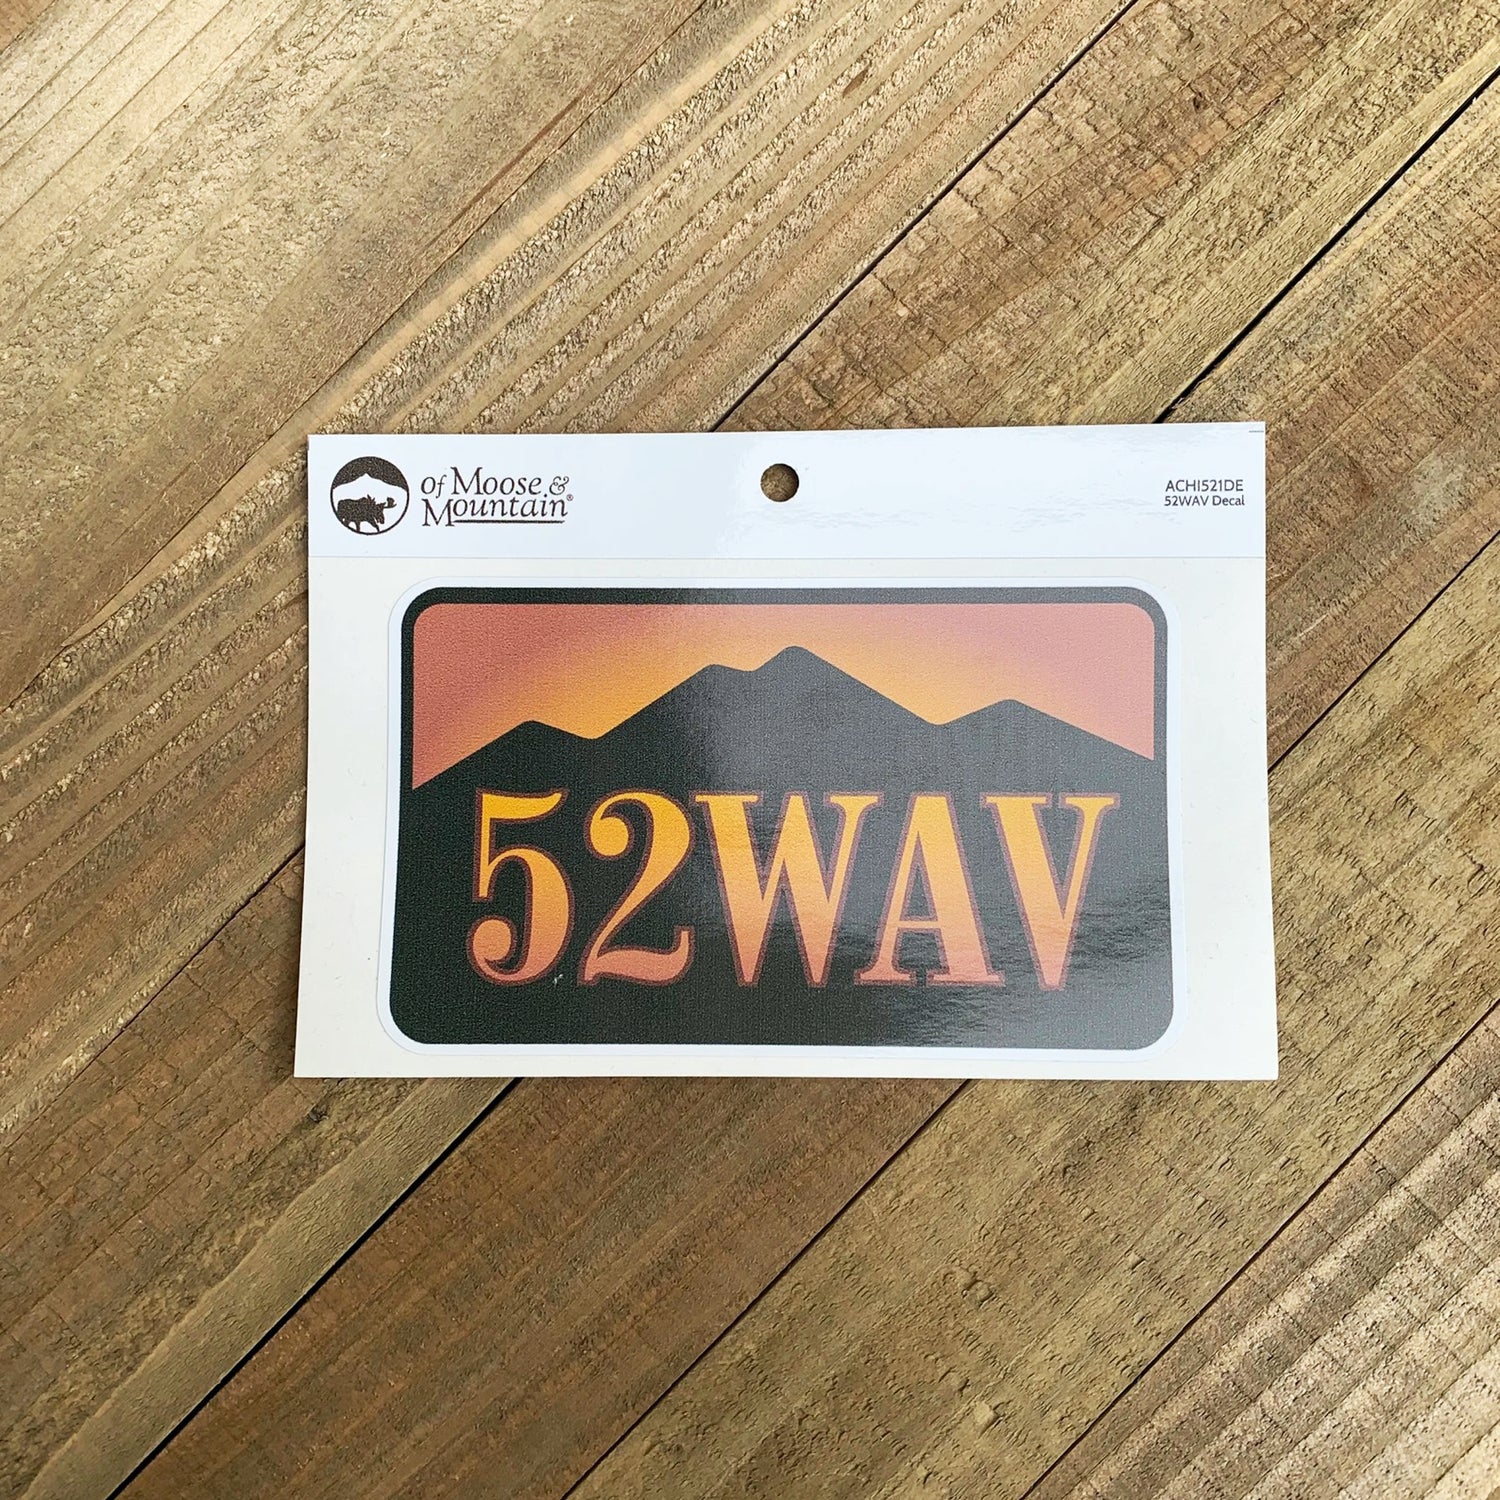 of Moose &
Mountain®
ACHI521DE
52WAV Decal
52WAV